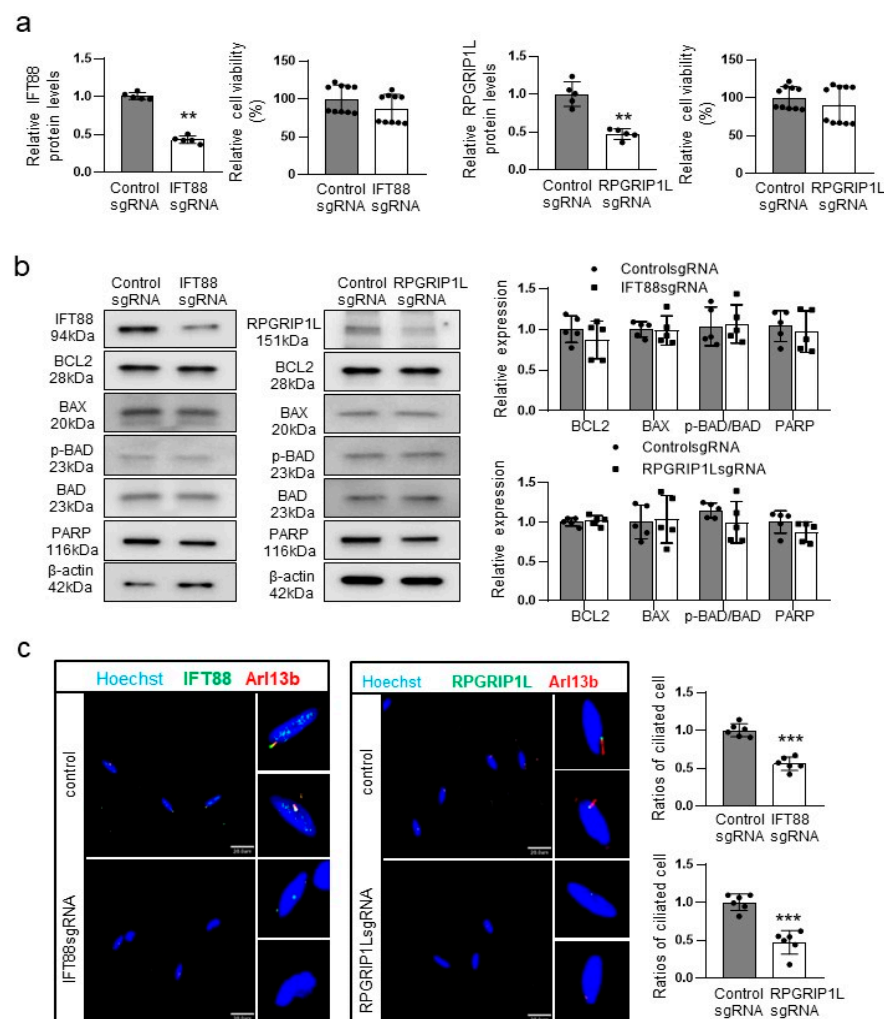 a
Relative IFT88
protein levels
1.5
1.0
0.5
0.0
**
Control
sgRNA
IFT88
sgRNA
Relative cell viability
(%)
150
100
50
0
Control
sgRNA
IFT88
sgRNA
Relative RPGRIP1L
protein levels
1.5
1.0
0.5
0.0
**
Control
sgRNA
RPGRIP1L
sgRNA
Relative cell viability
(%)
150
100
50
0
Control
sgRNA
RPGRIP1L
sgRNA
b
Control
sgRNA
IFT88
sgRNA
IFT88
94kDa
BCL2
28kDa
BAX
20kDa
p-BAD
23kDa
BAD
23kDa
PARP
116kDa
β-actin
42kDa
Control
sgRNA
RPGRIP1L
sgRNA
RPGRIP1L
151kDa
BCL2
28kDa
BAX
20kDa
p-BAD
23kDa
BAD
23kDa
PARP
116kDa
β-actin
42kDa
ControlsgRNA
IFT88sgRNA
Relative expression
1.5
1.0
0.5
0.0
BCL2 BAX p-BAD/BAD PARP
ControlsgRNA
RPGRIP1LsgRNA
Relative expression
1.5
1.0
0.5
0.0
BCL2 BAX p-BAD/BAD PARP
c
Hoechst IFT88 Arl13b
control
IFT88sgRNA
Hoechst RPGRIP1L Arl13b
control
RPGRIP1LsgRNA
Ratios of ciliated cell
1.5
1.0
0.5
0.0
***
Control
sgRNA
IFT88
sgRNA
Ratios of ciliated cell
1.5
1.0
0.5
0.0
***
Control
sgRNA
RPGRIP1L
sgRNA